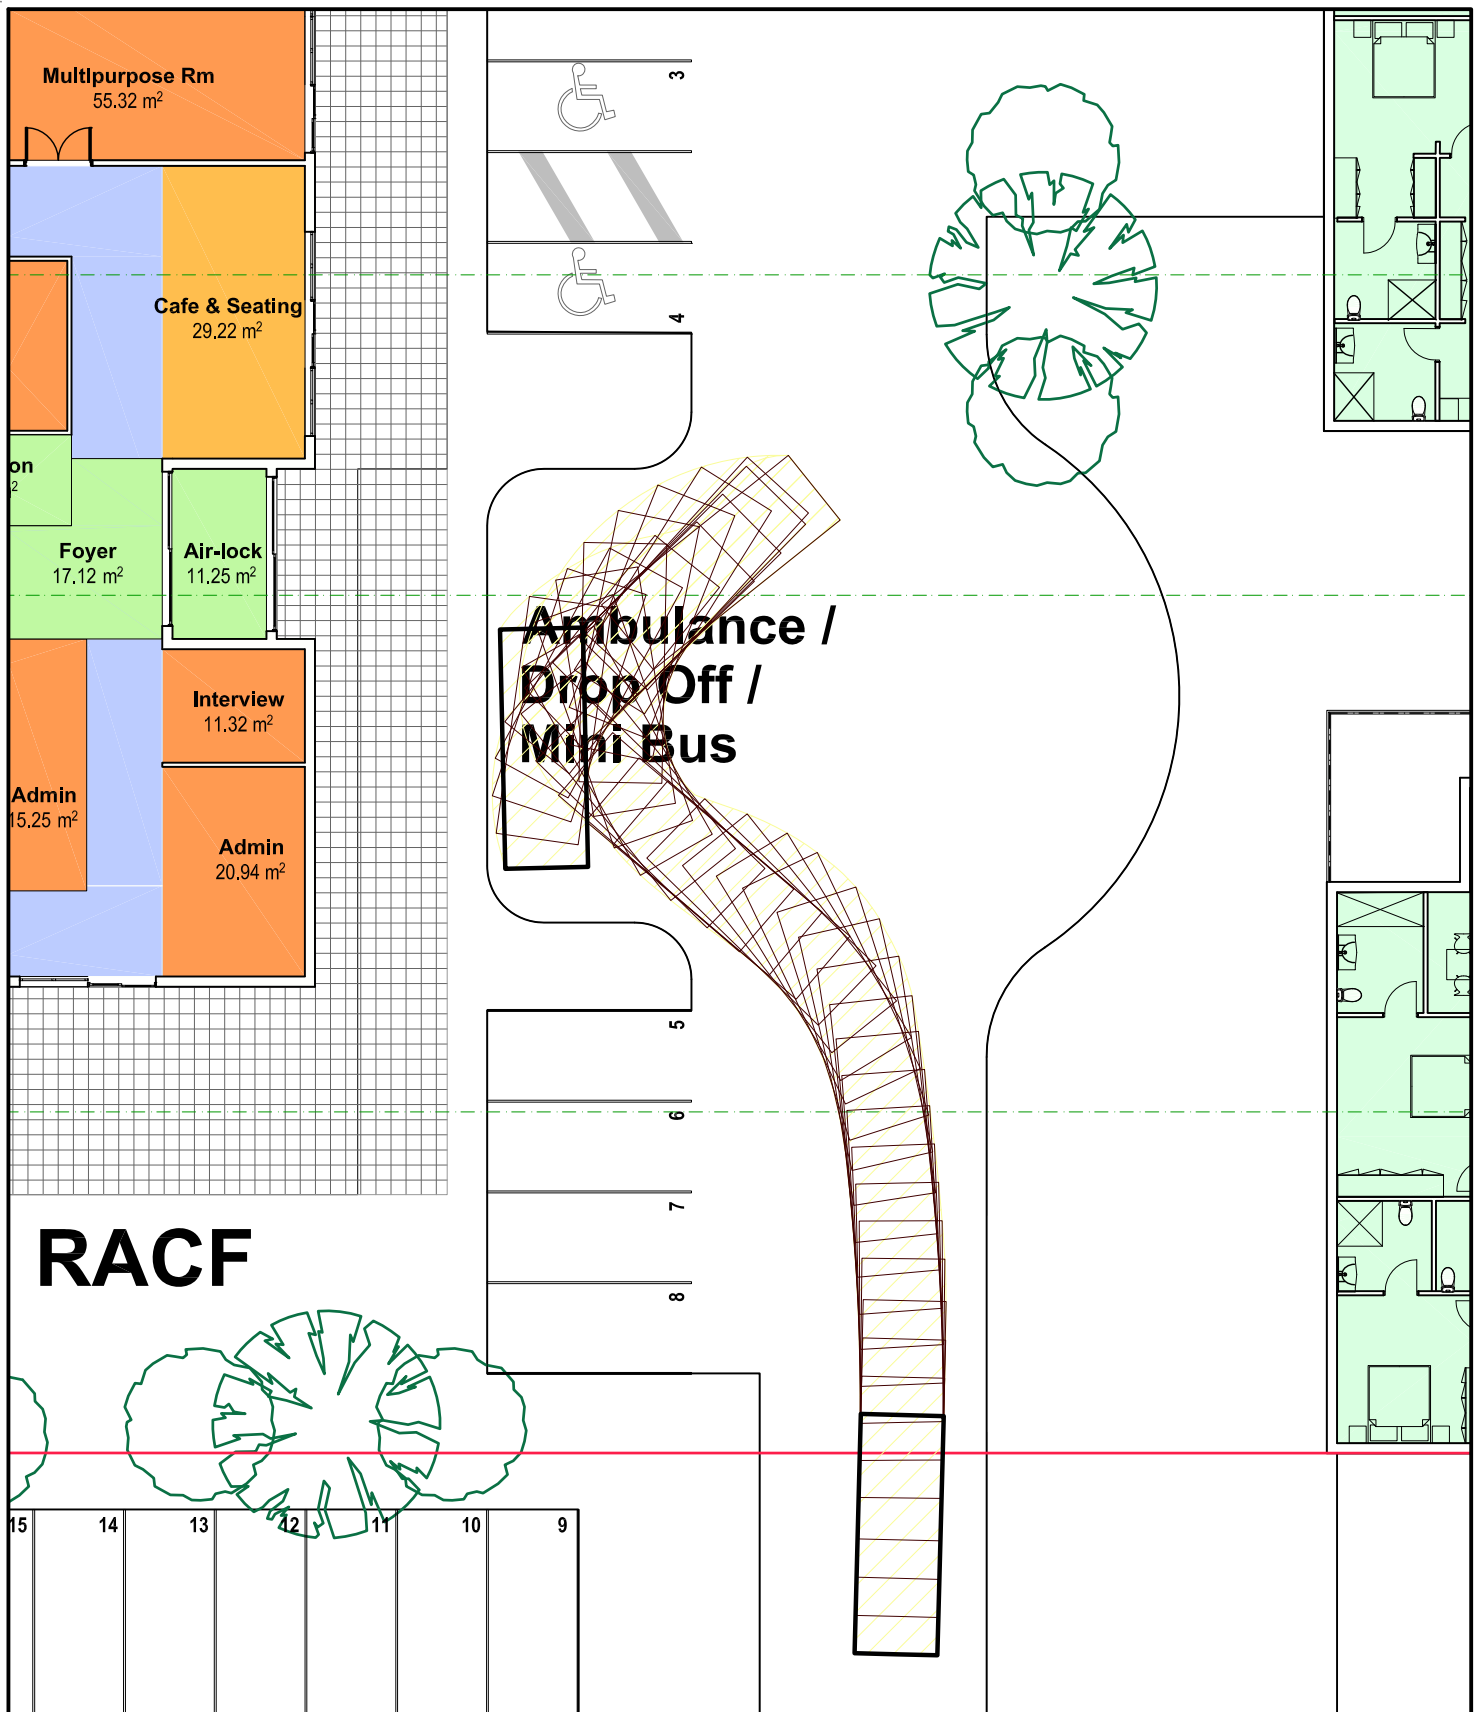 Multipurpose Rm
55.32 m²
3
Cafe & Seating
29.22 m²
4
on
²
Foyer
17.12 m²
Air-lock
11.25 m²
Ambulance /
Drop Off /
Mini Bus
Interview
11.32 m²
Admin
15.25 m²
Admin
20.94 m²
5
6
7
8
RACF
15
14
13
12
11
10
9